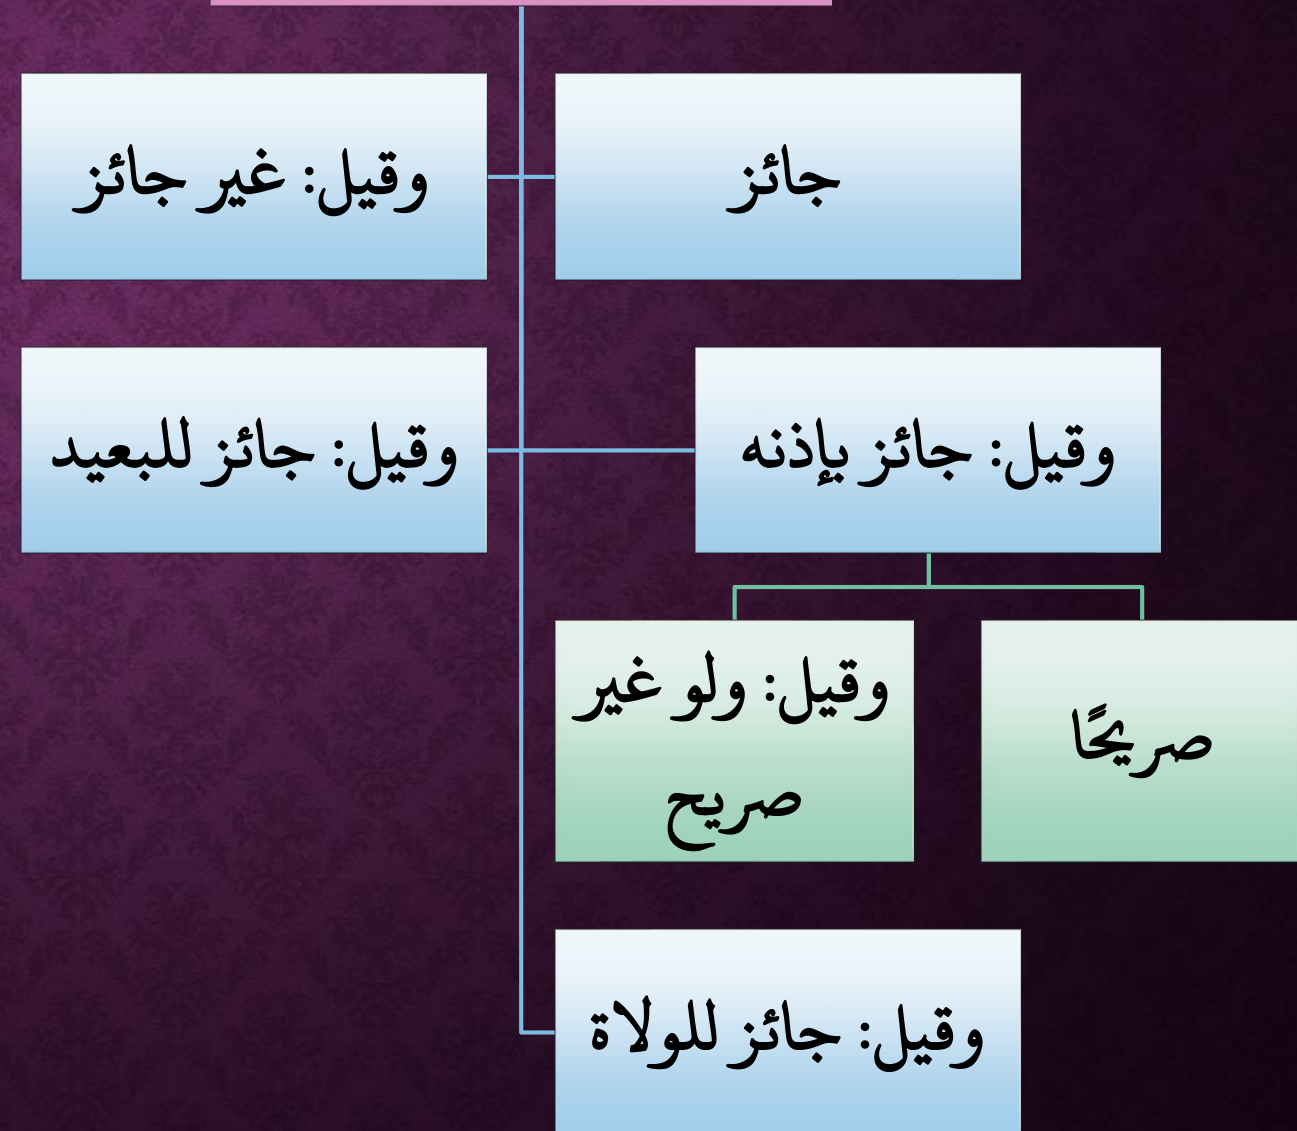 جائز
وقيل: غير جائز
وقيل: جائز بإذنه
وقيل: جائز للبعيد
صريحًا
وقيل: ولو غير
صريح
وقيل: جائز للولاة